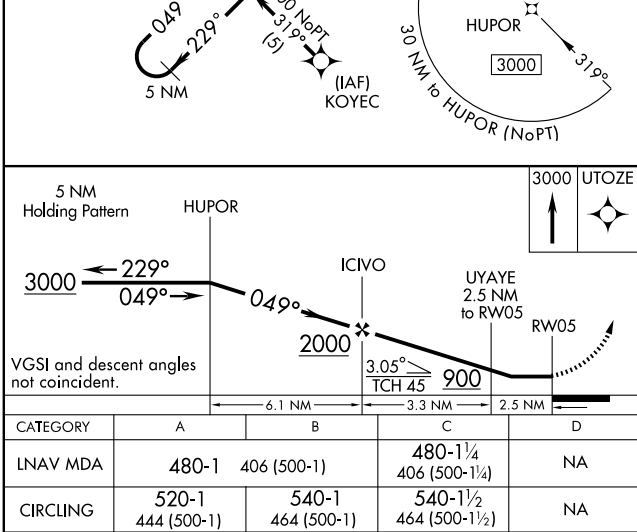 049
229°
5 NM
00 NoPT
319°
(5)
(IAF)
KOYEC
HUPOR
3000
319°
30 NM to HUPOR (NoPT)
5 NM
Holding Pattern
HUPOR
3000
UTOZE
ICIVO
UYAYE
2.5 NM
to RW05
RW05
3000
229°
049°
049°
2000
3.05°
TCH 45
900
VGSI and descent angles
not coincident.
6.1 NM
3.3 NM
2.5 NM
CATEGORY A B C D
LNAV MDA 480-1 406 (500-1) 480-1¼ NA
406 (500-1¼)
CIRCLING 520-1 540-1 540-1½ NA
444 (500-1) 464 (500-1) 464 (500-1½)